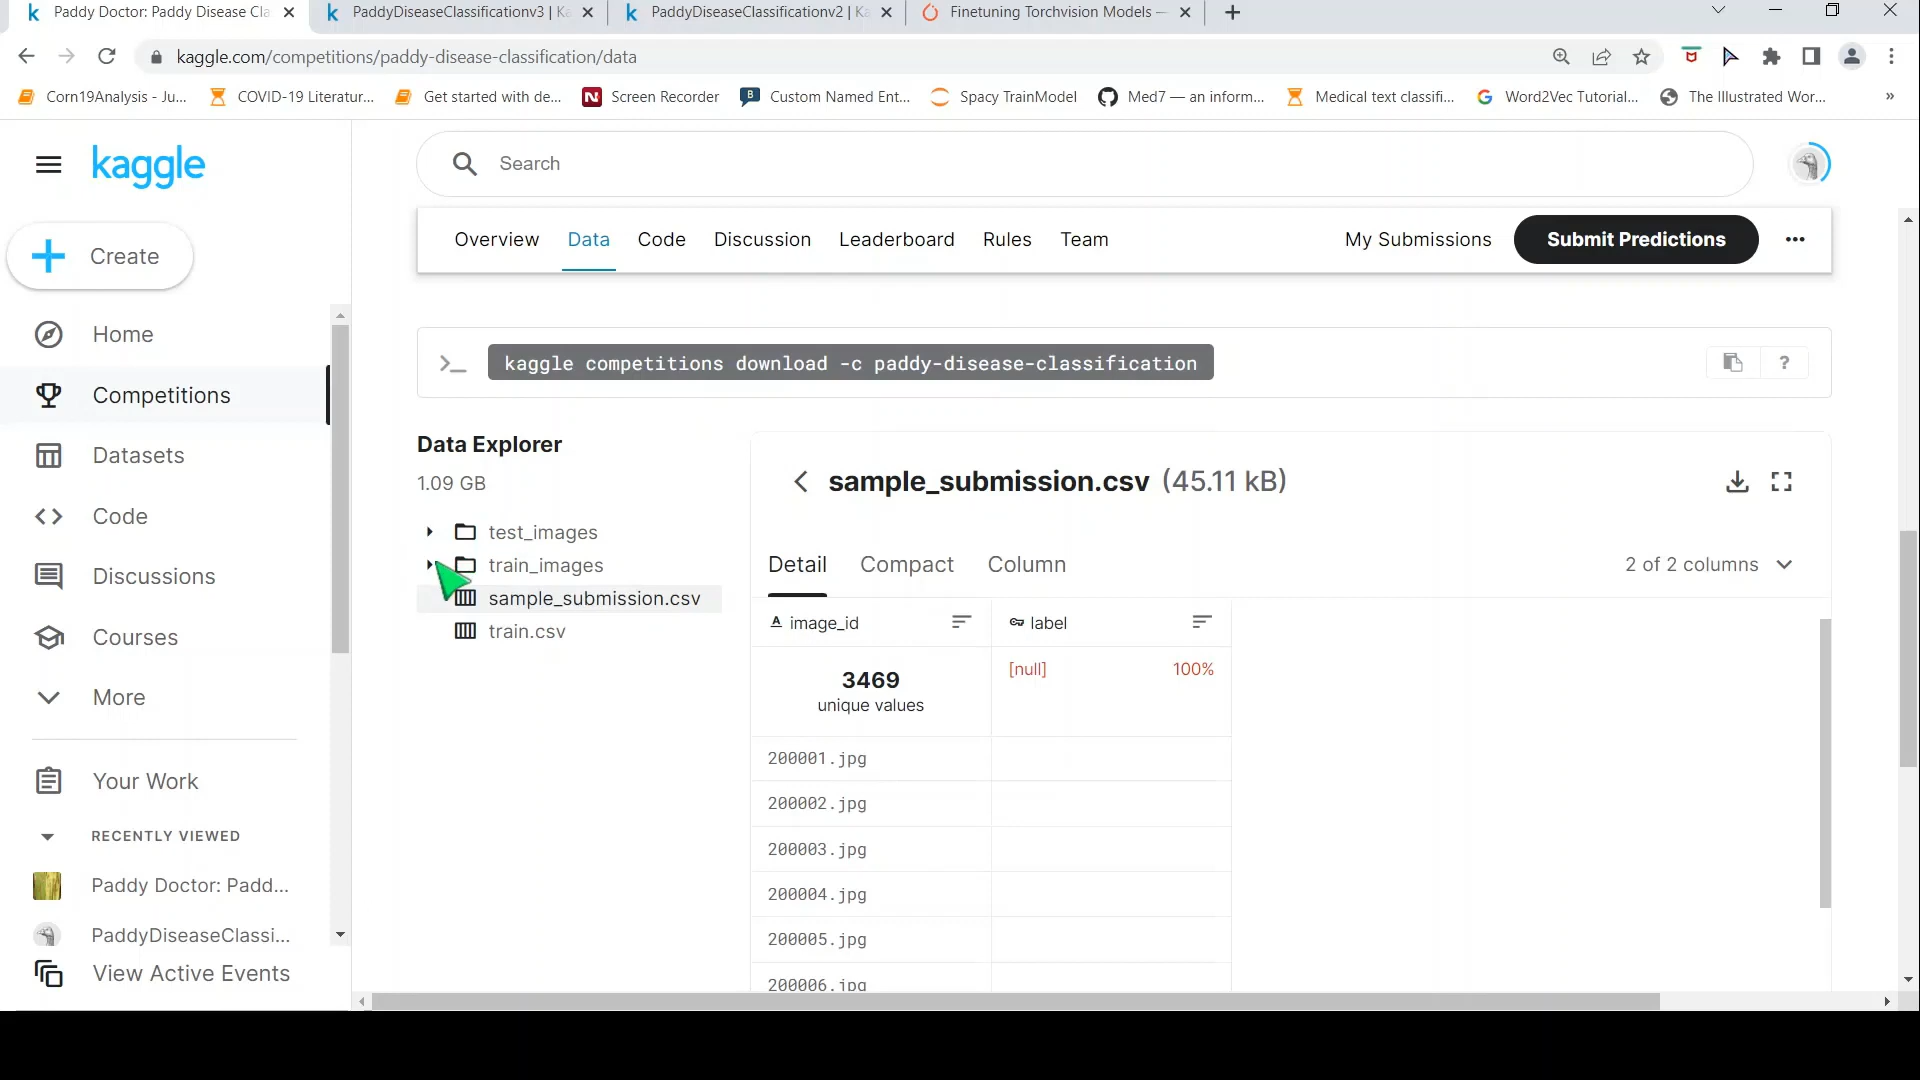 Paddy Doctor: Paddy Disease Cla
PaddyDiseaseClassificationv3 | Ka
PaddyDiseaseClassificationv2 | Ka
Finetuning Torchvision Models —
kaggle.com/competitions/paddy-disease-classification/data
Corn19Analysis - Ju...
COVID-19 Literatur...
Get started with de...
Screen Recorder
Custom Named Ent...
Spacy TrainModel
Med7 — an inform...
Medical text classifi...
Word2Vec Tutorial...
The Illustrated Wor...
»
kaggle
Search
Create
Overview
Data
Code
Discussion
Leaderboard
Rules
Team
My Submissions
Submit Predictions
Home
Competitions
Datasets
Code
Discussions
Courses
More
Your Work
RECENTLY VIEWED
Paddy Doctor: Padd...
PaddyDiseaseClassi...
View Active Events
>_ kaggle competitions download -c paddy-disease-classification
?
Data Explorer
1.09 GB
test_images
train_images
sample_submission.csv
train.csv
sample_submission.csv (45.11 kB)
Detail
Compact
Column
2 of 2 columns
A image_id
label
3469
unique values
[null]
100%
200001.jpg
200002.jpg
200003.jpg
200004.jpg
200005.jpg
200006.jpg